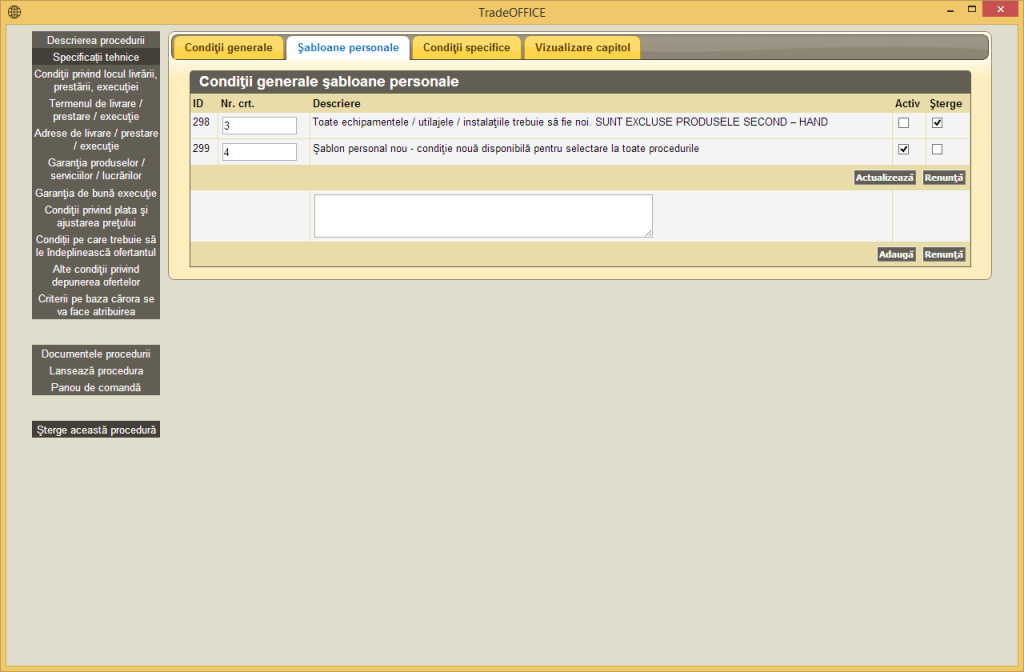 TradeOFFICE
Descrierea procedurii
Specificaţii tehnice
Condiţii privind locul livrării,
prestării, execuţiei
Termenul de livrare /
prestare / execuţie
Adrese de livrare / prestare
/ execuţie
Garanţia produselor /
serviciilor / lucrărilor
Garanţia de bună execuţie
Condiţii privind plata şi
ajustarea preţului
Condiţii pe care trebuie să
le îndeplinească ofertantul
Alte condiţii privind
depunerea ofertelor
Criterii pe baza cărora se
va face atribuirea
Documentele procedurii
Lansează procedura
Panou de comandă
Şterge această procedură
Condiţii generale
Şabloane personale
Condiţii specifice
Vizualizare capitol
Condiţii generale şabloane personale
ID Nr. crt. Descriere Activ Şterge
298 3 Toate echipamentele / utilajele / instalaţiile trebuie să fie noi. SUNT EXCLUSE PRODUSELE SECOND – HAND
299 4 Şablon personal nou - condiţie nouă disponibilă pentru selectare la toate procedurile
Actualizează Renunţă
Adaugă Renunţă